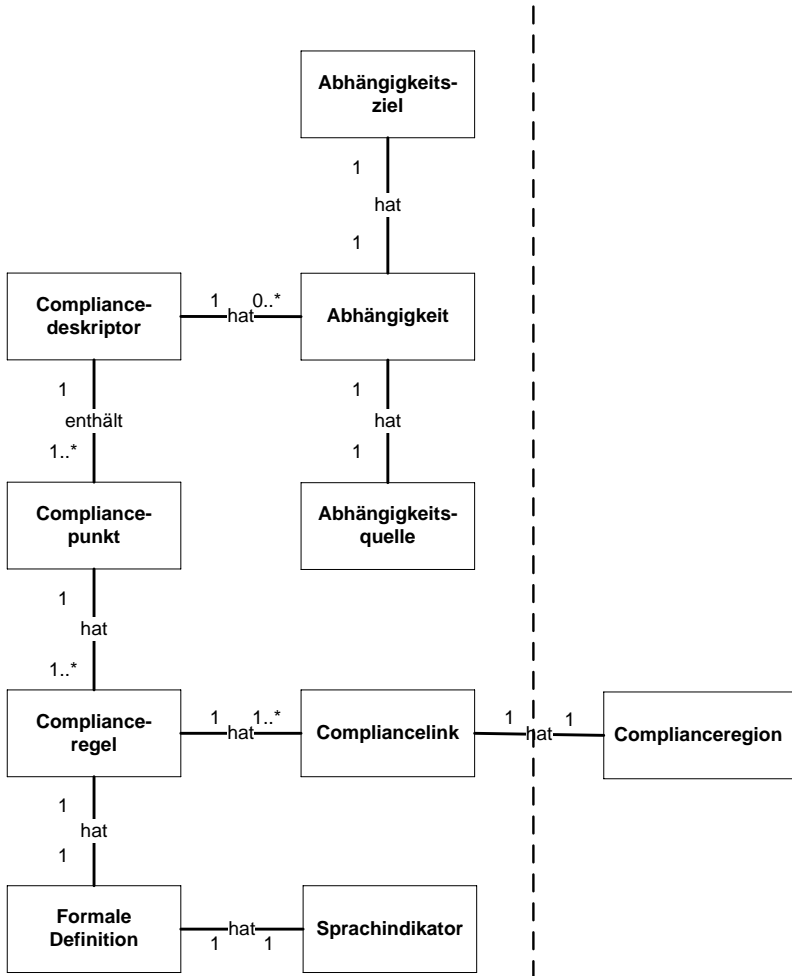 Abhängigkeits-
ziel
1
hat
1
Compliance-
deskriptor
1
hat
0..*
Abhängigkeit
1
enthält
1..*
1
hat
1
Compliance-
punkt
Abhängigkeits-
quelle
1
hat
1..*
Compliance-
regel
1
hat
1..*
Compliancelink
1
hat
1
Complianceregion
1
hat
1
Formale
Definition
1
hat
1
Sprachindikator